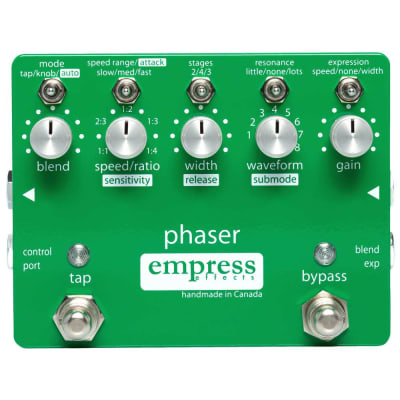 mode
tap/knob/auto
speed range/attack
slow/med/fast
stages
2/4/3
resonance
little/none/lots
expression
speed/none/width
1:2
2:3
1:3
1:1
1:4
1
2
3
4
5
6
7
8
blend
speed/ratio
width
waveform
gain
sensitivity
release
submode
phaser
control
port
tap
empress
effects
handmade in Canada
bypass
blend
exp